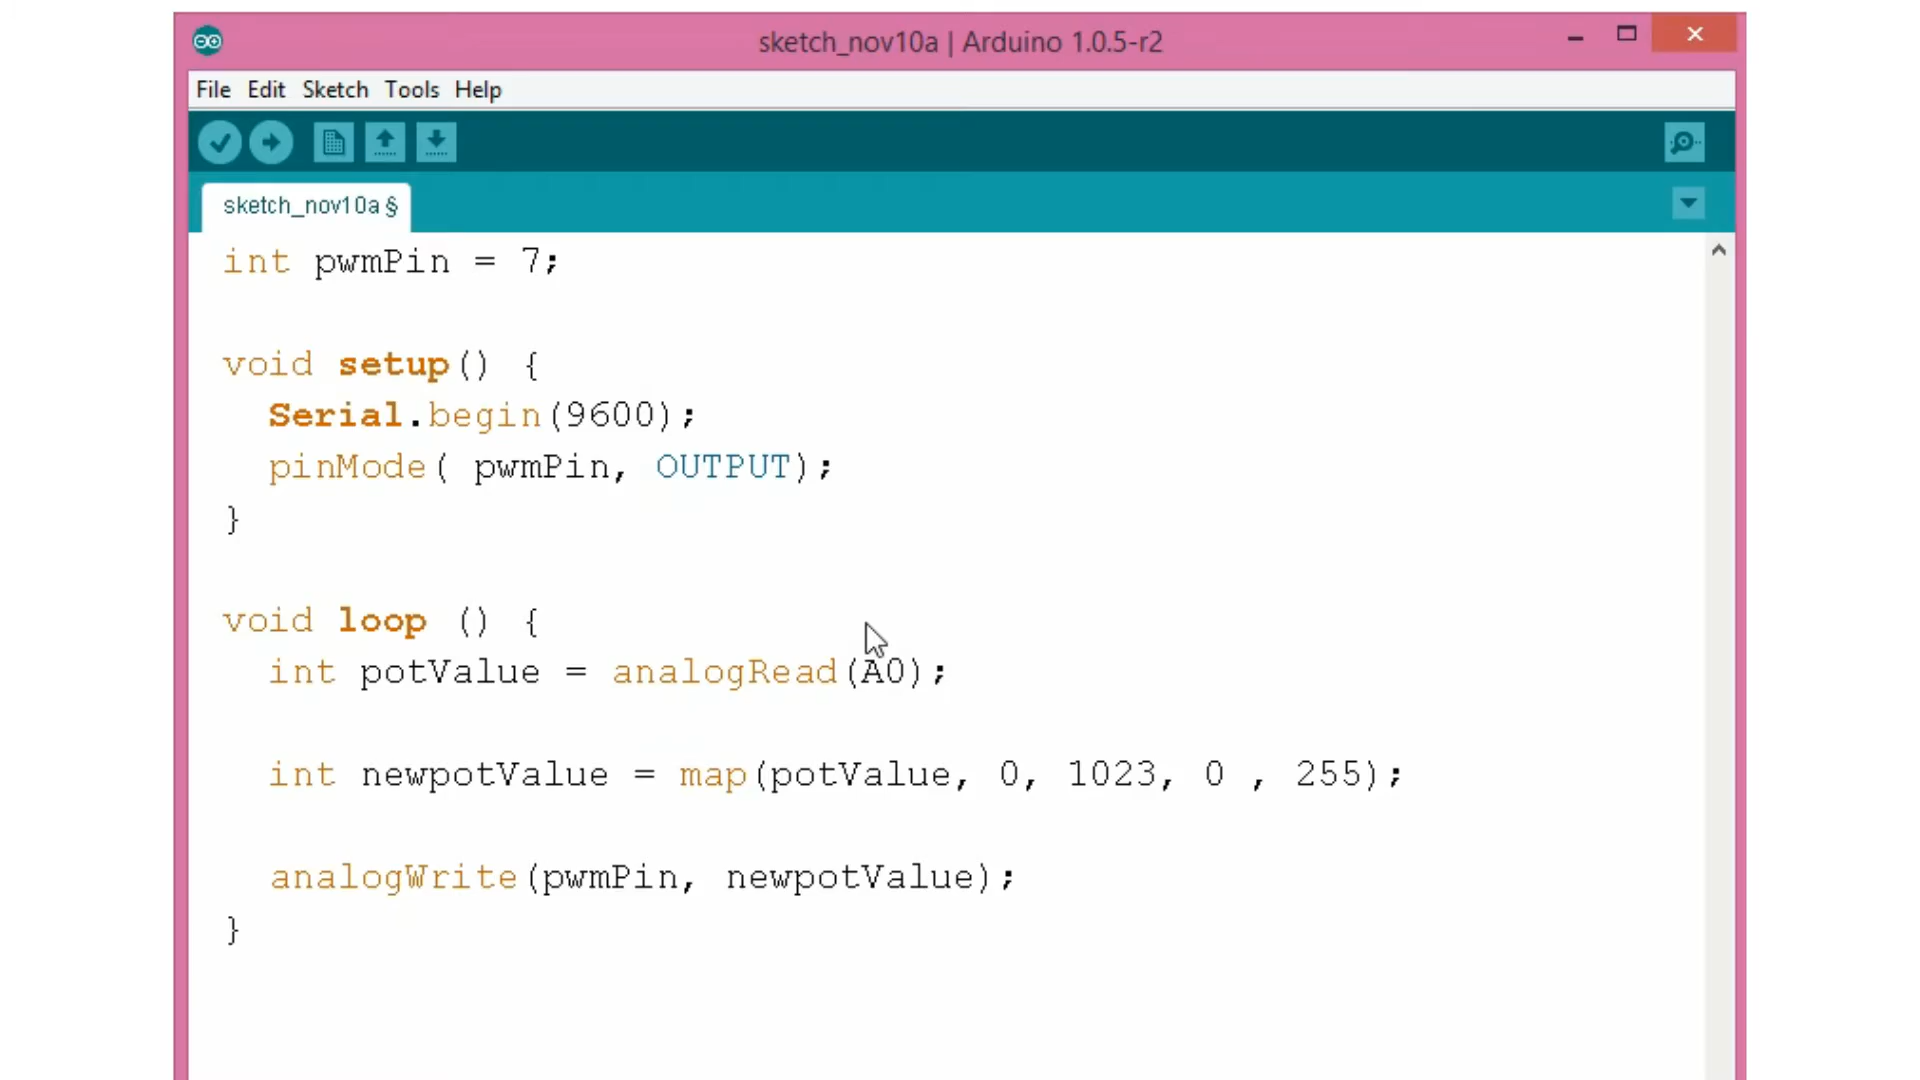 sketch_nov10a | Arduino 1.0.5-r2
File Edit Sketch Tools Help
sketch_nov10a §
int pwmPin = 7;
void setup() {
Serial.begin(9600);
pinMode( pwmPin, OUTPUT);
}
void loop () {
int potValue = analogRead(A0);
int newpotValue = map(potValue, 0, 1023, 0 , 255);
analogWrite(pwmPin, newpotValue);
}